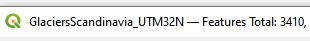 GlaciersScandinavia_UTM32N — Features Total: 3410,